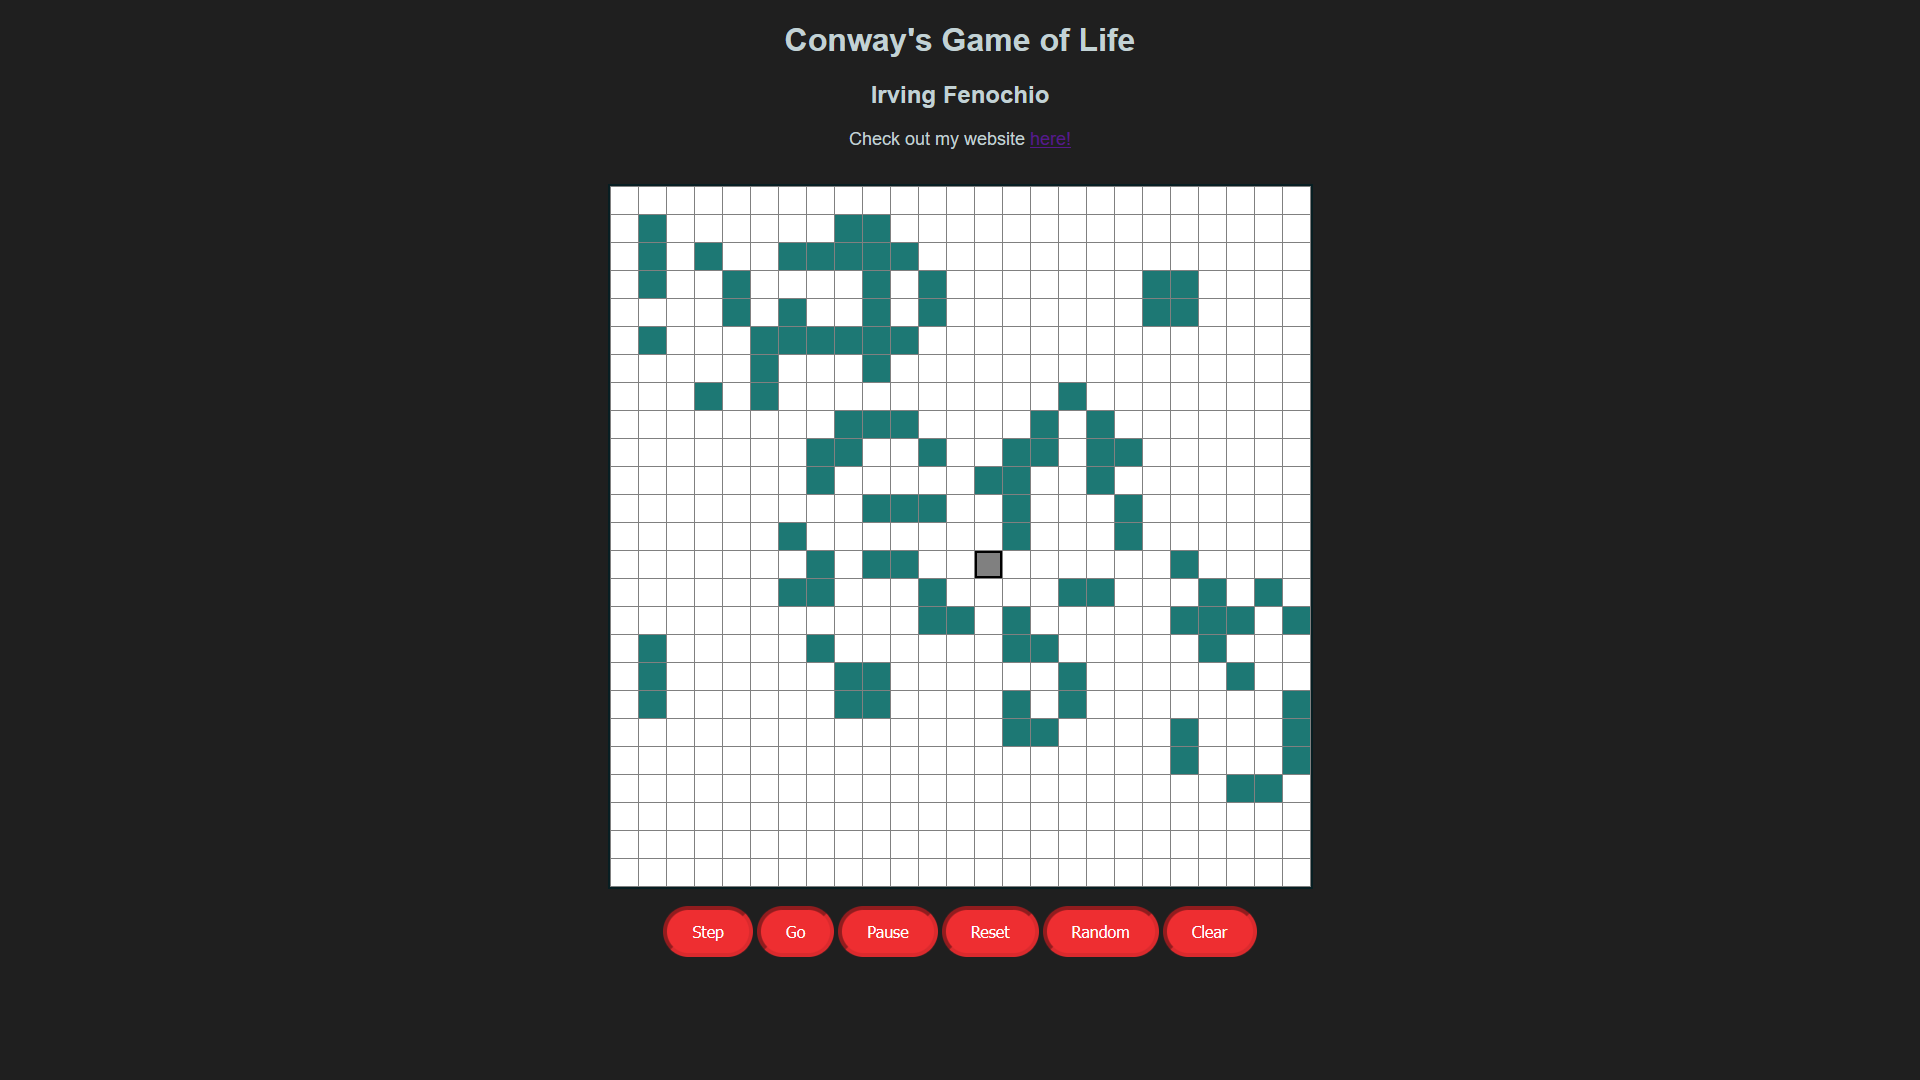 Conway's Game of Life
Irving Fenochio
Check out my website here!
Step Go Pause Reset Random Clear